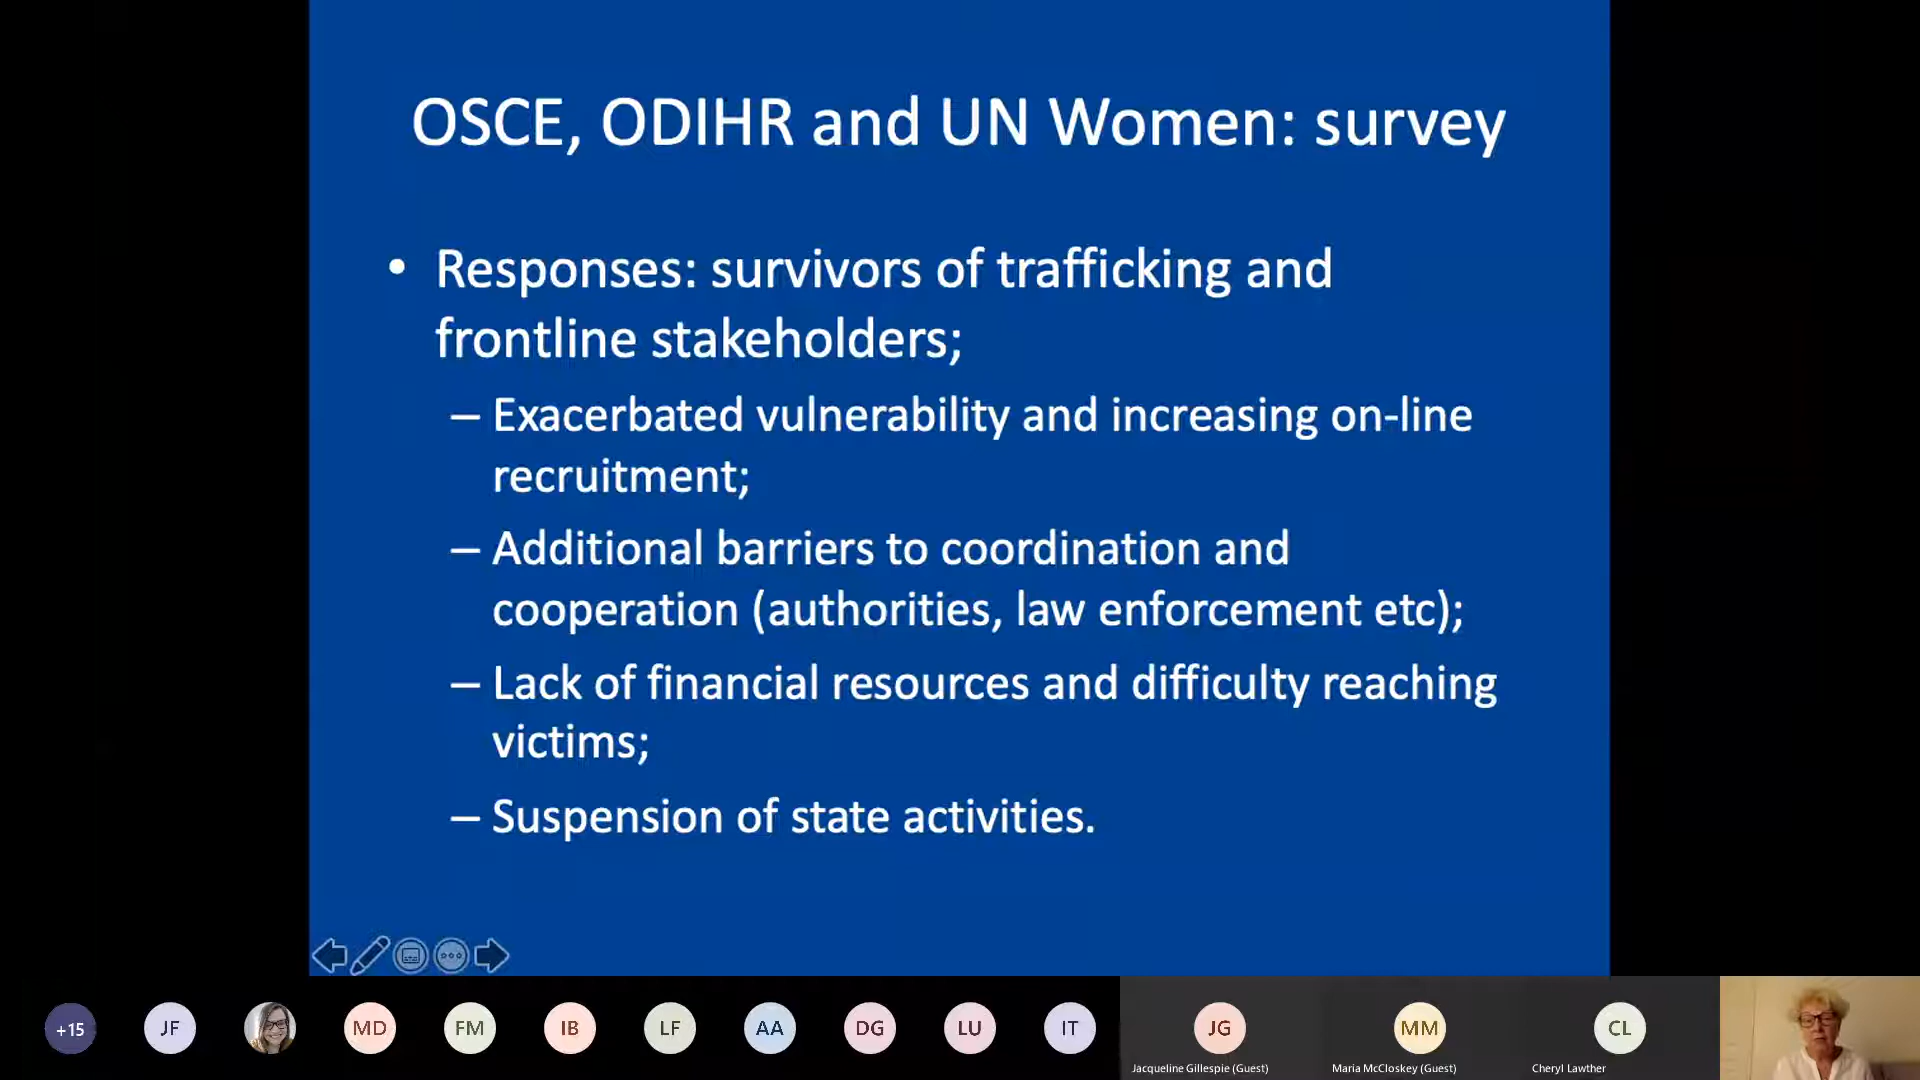 OSCE, ODIHR and UN Women: survey
• Responses: survivors of trafficking and
frontline stakeholders;
– Exacerbated vulnerability and increasing on-line
recruitment;
– Additional barriers to coordination and
cooperation (authorities, law enforcement etc);
– Lack of financial resources and difficulty reaching
victims;
– Suspension of state activities.
+15 JF MD FM IB LF AA DG LU IT JG MM CL
Jacqueline Gillespie (Guest) Maria McCloskey (Guest) Cheryl Lawther